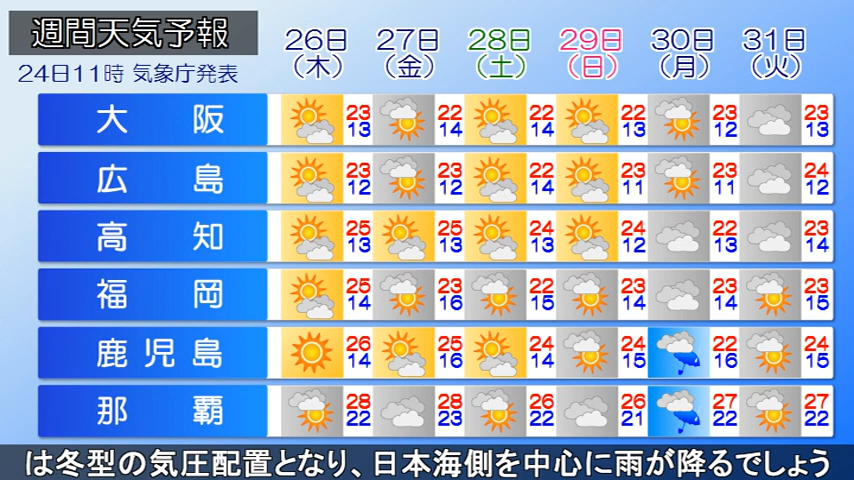 週間天気予報
24日11時 気象庁発表
26日 27日 28日 29日 30日 31日
(木) (金) (土) (日) (月) (火)
大阪 23 13 22 14 22 14 22 13 23 12 23 13
広島 23 12 23 12 22 14 23 11 23 11 24 12
高知 25 13 25 13 24 13 24 12 22 13 23 14
福岡 25 14 23 16 22 15 23 14 23 14 23 15
鹿児島 26 14 25 16 24 14 24 15 22 16 24 15
那覇 28 22 28 23 26 22 26 21 27 22 27 22
は冬型の気圧配置となり、日本海側を中心に雨が降るでしょう